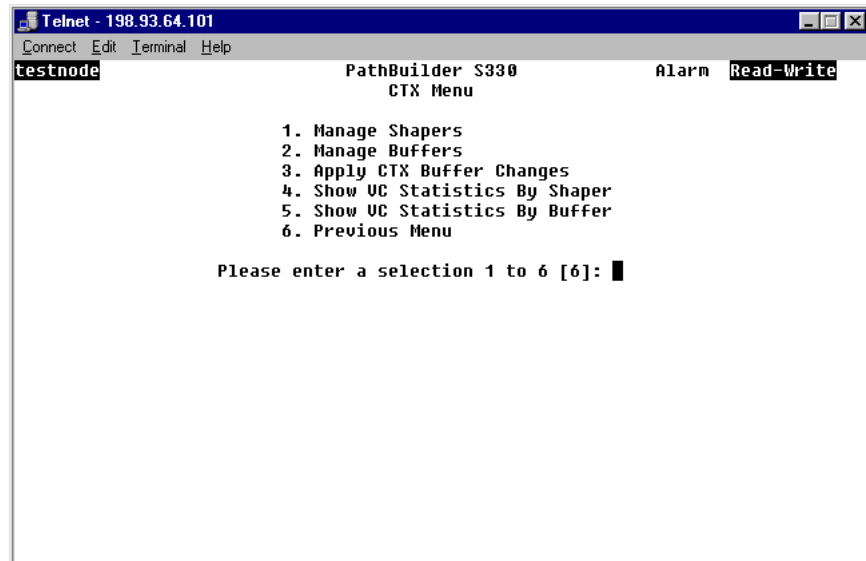 Telnet - 198.93.64.101
Connect Edit Terminal Help
testnode PathBuilder S330 Alarm Read-Write
CTX Menu
1. Manage Shapers
2. Manage Buffers
3. Apply CTX Buffer Changes
4. Show VC Statistics By Shaper
5. Show VC Statistics By Buffer
6. Previous Menu
Please enter a selection 1 to 6 [6]: